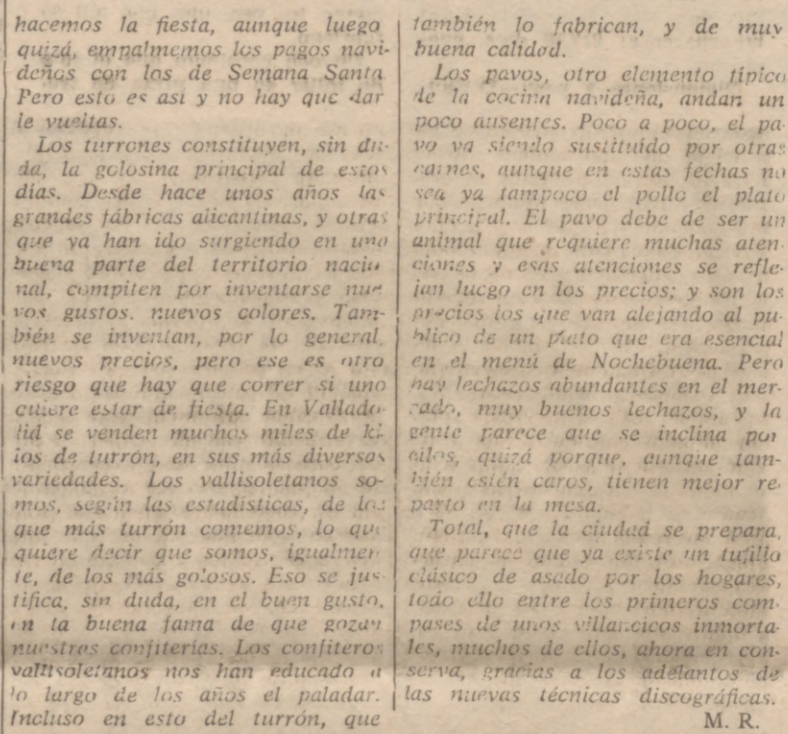 hacemos la fiesta, aunque luego
quizá, empalmemos los pagos navi-
deños con los de Semana Santa
Pero esto es así y no hay que dar
le vueltas.
Los turrones constituyen, sin du-
da, la golosina principal de estos
días. Desde hace unos años las
grandes fábricas alicantinas, y otras
que ya han ido surgiendo en una
buena parte del territorio nacio
nal, compiten por inventarse nue
vos gustos. nuevos colores. Tam-
bién se inventan, por lo general,
nuevos precios, pero ese es otro
riesgo que hay que correr si uno
quiere estar de fiesta. En Vallado
lid se venden muchos miles de ki
los de turrón, en sus más diversas
variedades. Los vallisoletanos so-
mos, según las estadísticas, de los
que más turrón comemos, lo que
quiere decir que somos, igualmen
te, de los más golosos. Eso se jus-
tifica, sin duda, en el buen gusto,
en la buena fama de que gozan
nuestras confiterías. Los confiteros
vallisoletanos nos han educado a
lo largo de los años el paladar.
Incluso en esto del turrón, que
también lo fabrican, y de muy
buena calidad.
Los pavos, otro elemento típico
de la cocina navideña, andan un
poco ausentes. Poco a poco, el pa-
vo va siendo sustituído por otras
carnes, aunque en estas fechas no
sea ya tampoco el pollo el plato
principal. El pavo debe de ser un
animal que requiere muchas aten
ciones y esas atenciones se refle-
jan luego en los precios; y son los
precios los que van alejando al pú-
blico de un plato que era esencial
en el menú de Nochebuena. Pero
hay lechazos abundantes en el mer-
cado, muy buenos lechazos, y la
gente parece que se inclina por
ellos, quizá porque, aunque tam-
bién estén caros, tienen mejor re-
parto en la mesa.
Total, que la ciudad se prepara,
que parece que ya existe un tufillo
clásico de asado por los hogares,
todo ello entre los primeros com-
pases de unos villancicos inmorta-
les, muchos de ellos, ahora en con-
serva, gracias a los adelantos de
las nuevas técnicas discográficas.
M. R.